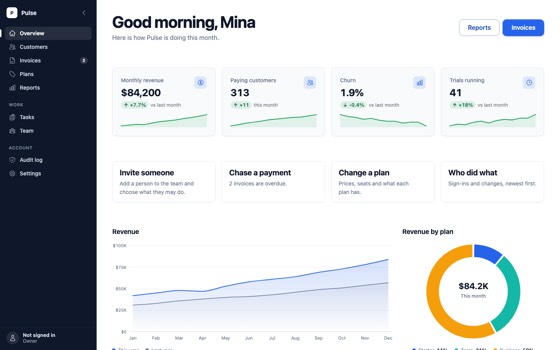 P Pulse
Overview
Customers
Invoices 2
Plans
Reports
WORK
Tasks
Team
ACCOUNT
Audit log
Settings
Not signed in
Owner
Good morning, Mina
Here is how Pulse is doing this month.
Reports
Invoices
Monthly revenue
$84,200
↑ +7.7% vs last month
Paying customers
313
↑ +11 this month
Churn
1.9%
↓ -0.4% vs last month
Trials running
41
↑ +18% vs last month
Invite someone
Add a person to the team and
choose what they may do.
Chase a payment
2 invoices are overdue.
Change a plan
Prices, seats and what each
plan has.
Who did what
Sign-ins and changes, newest first.
Revenue
$100K
$75K
$50K
$25K
$0
Jan Feb Mar Apr May Jun Jul Aug Sep Oct Nov Dec
Revenue by plan
$84.2K
This month